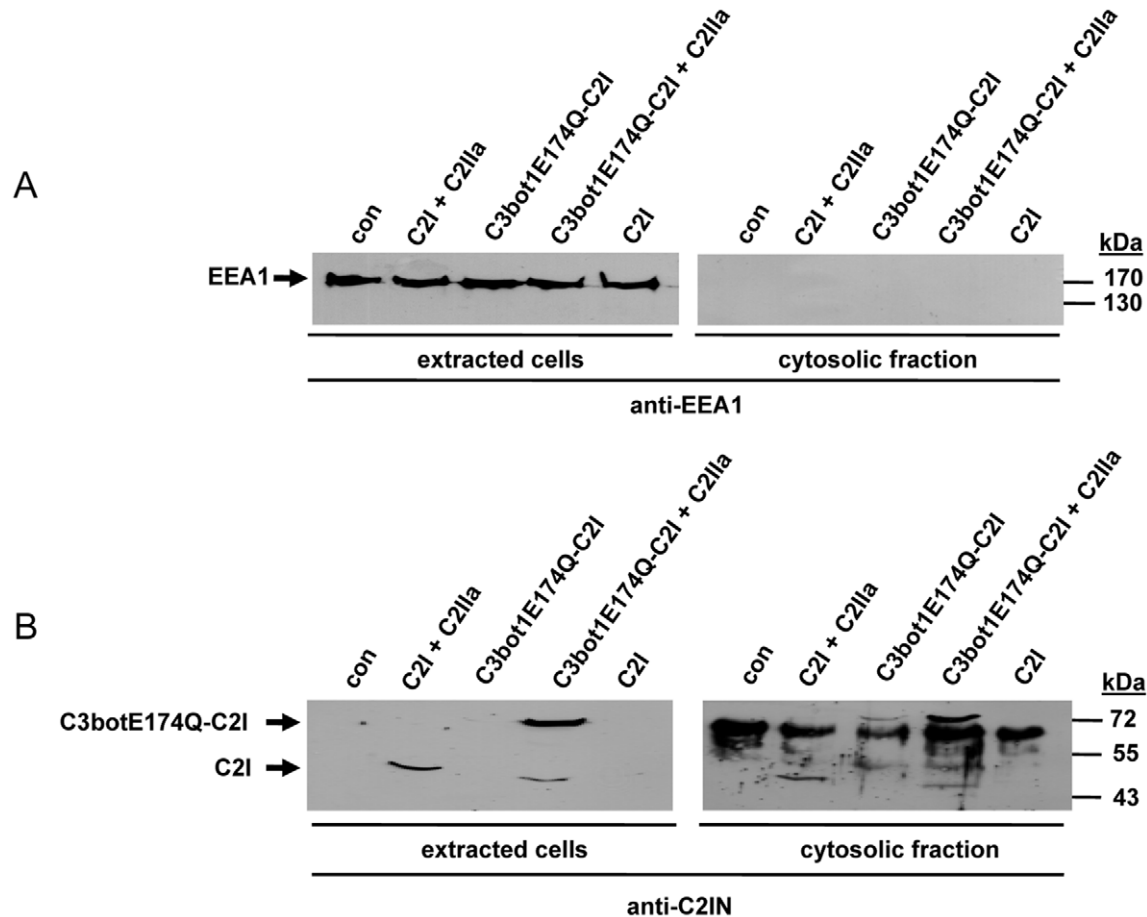 A
con
C2I + C2IIa
C3bot1E174Q-C2I
C3bot1E174Q-C2I + C2IIa
C2I
con
C2I + C2IIa
C3bot1E174Q-C2I
C3bot1E174Q-C2I + C2IIa
C2I
kDa
EEA1
170
130
extracted cells
cytosolic fraction
anti-EEA1
B
con
C2I + C2IIa
C3bot1E174Q-C2I
C3bot1E174Q-C2I + C2IIa
C2I
con
C2I + C2IIa
C3bot1E174Q-C2I
C3bot1E174Q-C2I + C2IIa
C2I
kDa
C3botE174Q-C2I
72
C2I
55
43
extracted cells
cytosolic fraction
anti-C2IN